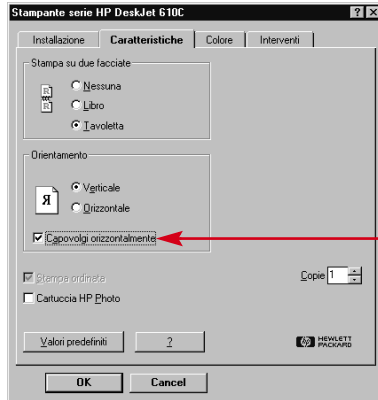 Stampante serie HP DeskJet 610C
Installazione Caratteristiche Colore Interventi
Stampa su due facciate
Nessuna
Libro
Tavoletta
Orientamento
Verticale
Orizzontale
Capovolgi orizzontalmente
Stampa ordinata
Copie 1
Cartuccia HP Photo
Valori predefiniti ?
hp HEWLETT
PACKARD
OK Cancel